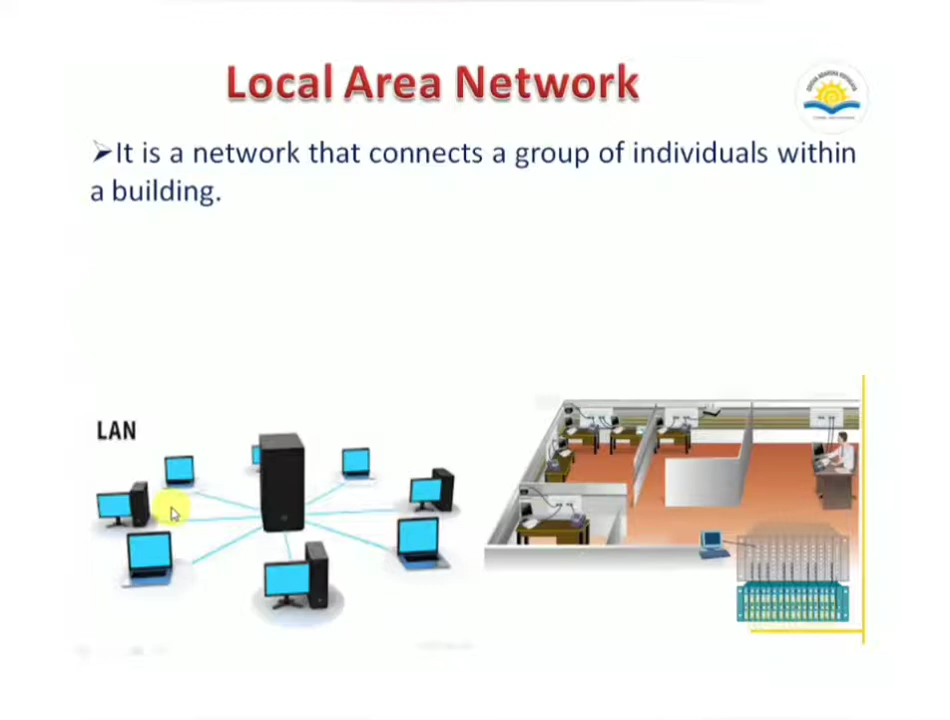 Local Area Network
➢It is a network that connects a group of individuals within
a building.
LAN